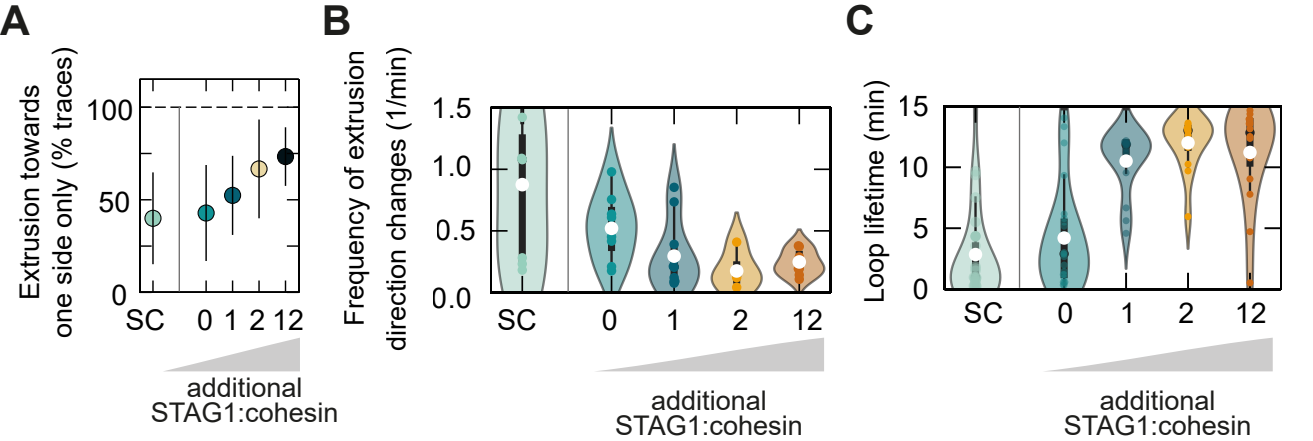 A
Extrusion towards
one side only (% traces)
100
50
0
SC 0 1 2 12
additional
STAG1:cohesin
B
Frequency of extrusion
direction changes (1/min)
1.5
1.0
0.5
0.0
SC 0 1 2 12
additional
STAG1:cohesin
C
Loop lifetime (min)
15
10
5
0
SC 0 1 2 12
additional
STAG1:cohesin